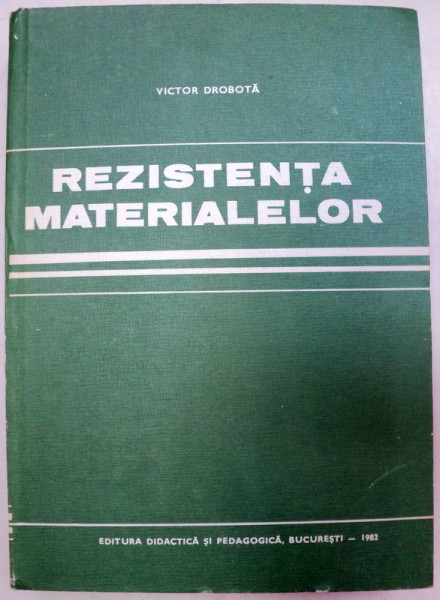 VICTOR DROBOTĂ
REZISTENȚA
MATERIALELOR
EDITURA DIDACTICĂ ȘI PEDAGOGICĂ, BUCUREȘTI — 1982